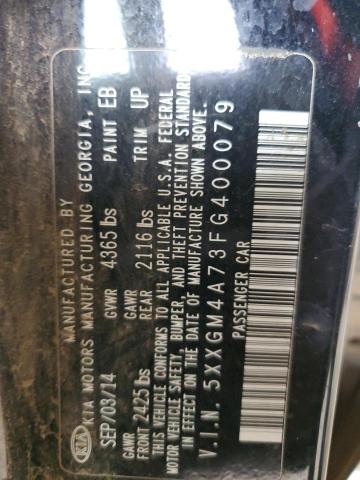 MANUFACTURED BY
KIA KIA MOTORS MANUFACTURING GEORGIA, INC.
SEP/03/14 GVWR 4365 lbs PAINT EB
GAWR FRONT 2425 lbs GAWR REAR 2116 lbs TRIM UP
THIS VEHICLE CONFORMS TO ALL APPLICABLE U.S.A. FEDERAL
MOTOR VEHICLE SAFETY, BUMPER, AND THEFT PREVENTION STANDARDS
IN EFFECT ON THE DATE OF MANUFACTURE SHOWN ABOVE.
V.I.N. 5XXGM4A73FG400079
PASSENGER CAR